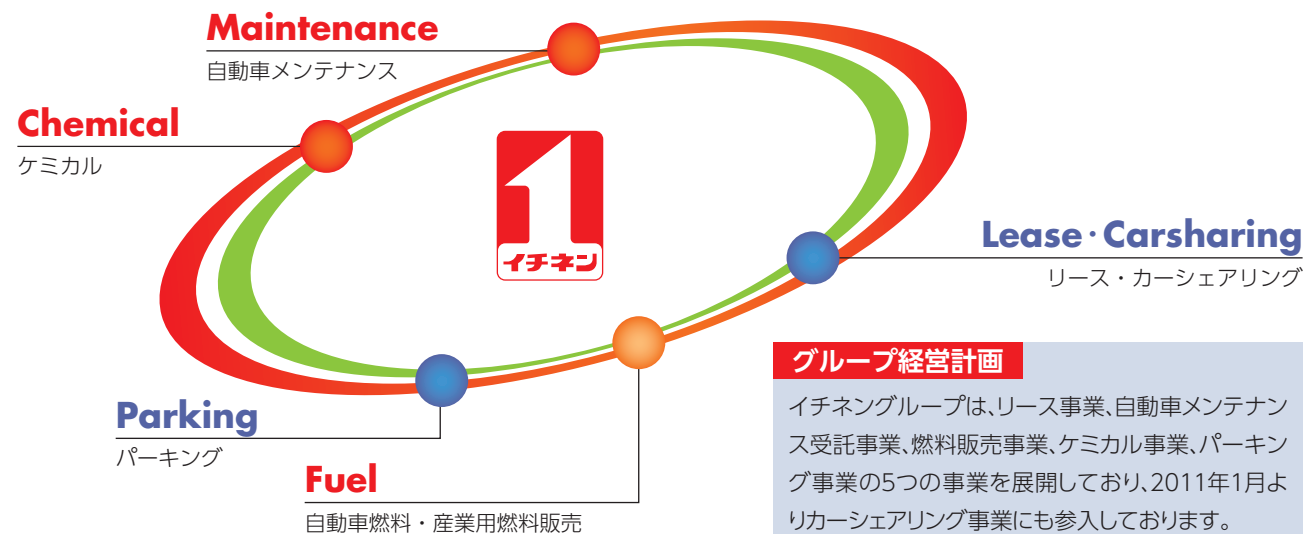 Maintenance
自動車メンテナンス
Chemical
ケミカル
イチネン
Lease・Carsharing
リース・カーシェアリング
Parking
パーキング
Fuel
自動車燃料・産業用燃料販売
グループ経営計画
イチネングループは、リース事業、自動車メンテナン
ス受託事業、燃料販売事業、ケミカル事業、パーキン
グ事業の5つの事業を展開しており、2011年1月よ
りカーシェアリング事業にも参入しております。